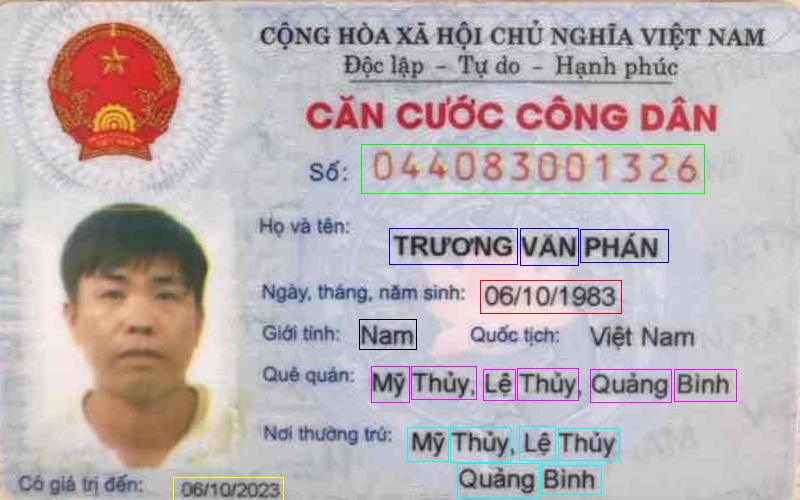 CỘNG HÒA XÃ HỘI CHỦ NGHĨA VIỆT NAM
Độc lập – Tự do – Hạnh phúc
CĂN CƯỚC CÔNG DÂN
Số: 044083001326
Họ và tên: TRƯƠNG VĂN PHÁN
Ngày, tháng, năm sinh: 06/10/1983
Giới tính: Nam Quốc tịch: Việt Nam
Quê quán: Mỹ Thủy, Lệ Thủy, Quảng Bình
Nơi thường trú: Mỹ Thủy, Lệ Thủy
Quảng Bình
Có giá trị đến: 06/10/2023